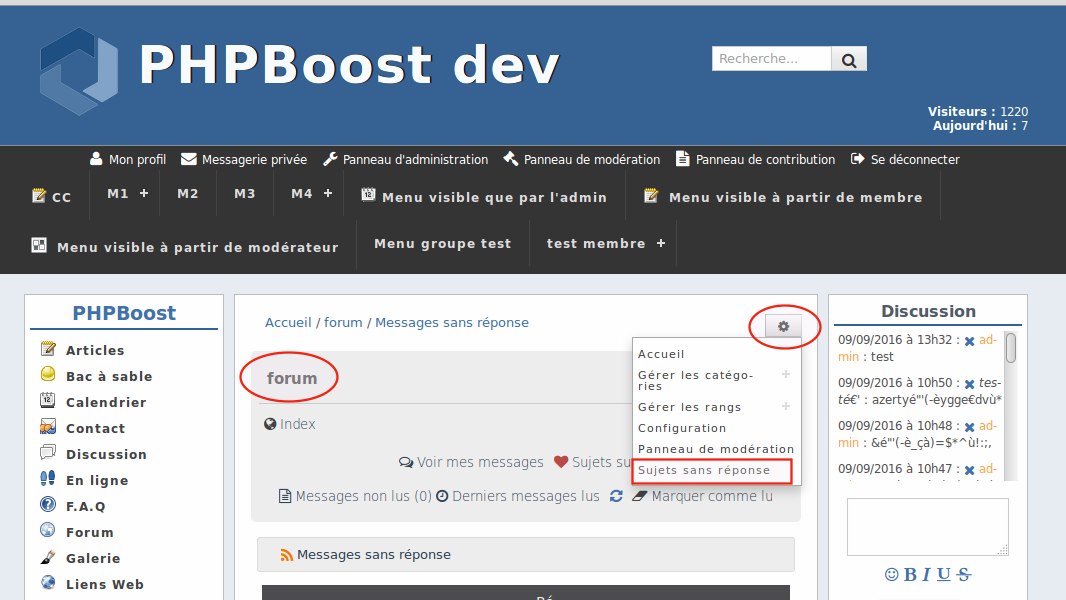 PHPBoost dev
Recherche...
Visiteurs : 1220
Aujourd'hui : 7
Mon profil Messagerie privée Panneau d'administration Panneau de modération Panneau de contribution Se déconnecter
CC M1 + M2 M3 M4 + Menu visible que par l'admin Menu visible à partir de membre
Menu visible à partir de modérateur Menu groupe test test membre +
PHPBoost
Articles
Bac à sable
Calendrier
Contact
Discussion
En ligne
F.A.Q
Forum
Galerie
Liens Web
Accueil / forum / Messages sans réponse
forum
Index
Voir mes messages Sujets su
Messages non lus (0) Derniers messages lus Marquer comme lu
Messages sans réponse
Accueil
Gérer les catégo-
ries +
Gérer les rangs +
Configuration
Panneau de modération
Sujets sans réponse
Discussion
09/09/2016 à 13h32 : ad-
min : test
09/09/2016 à 10h50 : tes-
té€' : azertyé"'(-èygge€dvù*
09/09/2016 à 10h48 : ad-
min : &é"'(-è_çà)=$*^ù!:;,
09/09/2016 à 10h47 : ad-
B I U S